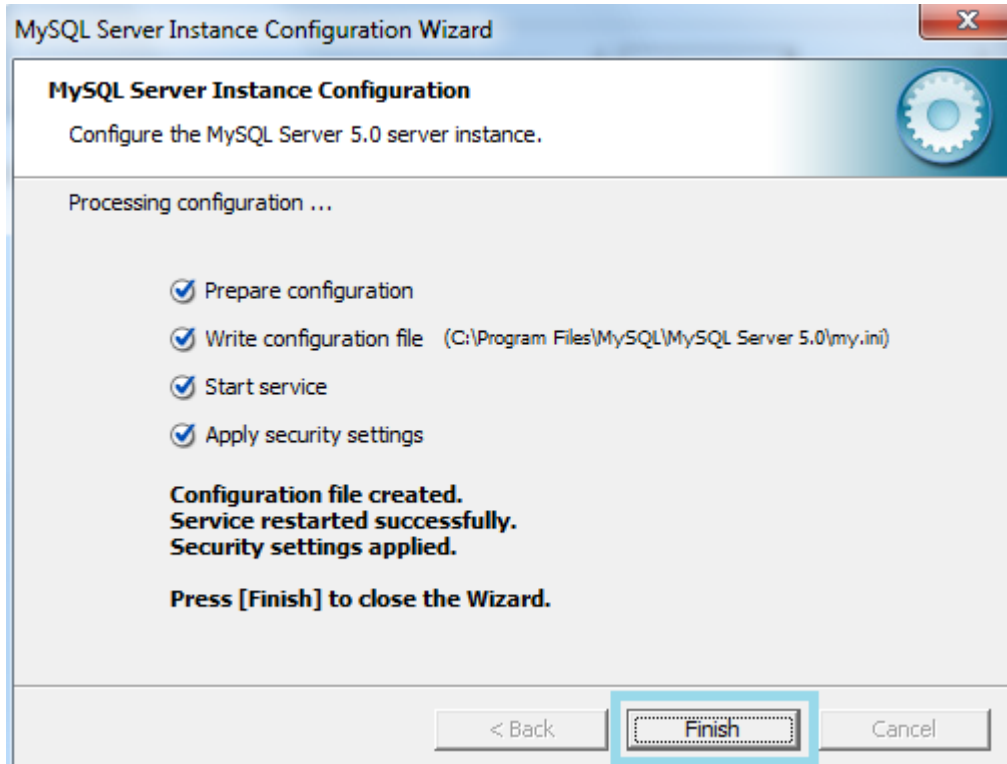 MySQL Server Instance Configuration Wizard
MySQL Server Instance Configuration
Configure the MySQL Server 5.0 server instance.
Processing configuration ...
Prepare configuration
Write configuration file (C:\Program Files\MySQL\MySQL Server 5.0\my.ini)
Start service
Apply security settings
Configuration file created.
Service restarted successfully.
Security settings applied.
Press [Finish] to close the Wizard.
< Back Finish Cancel